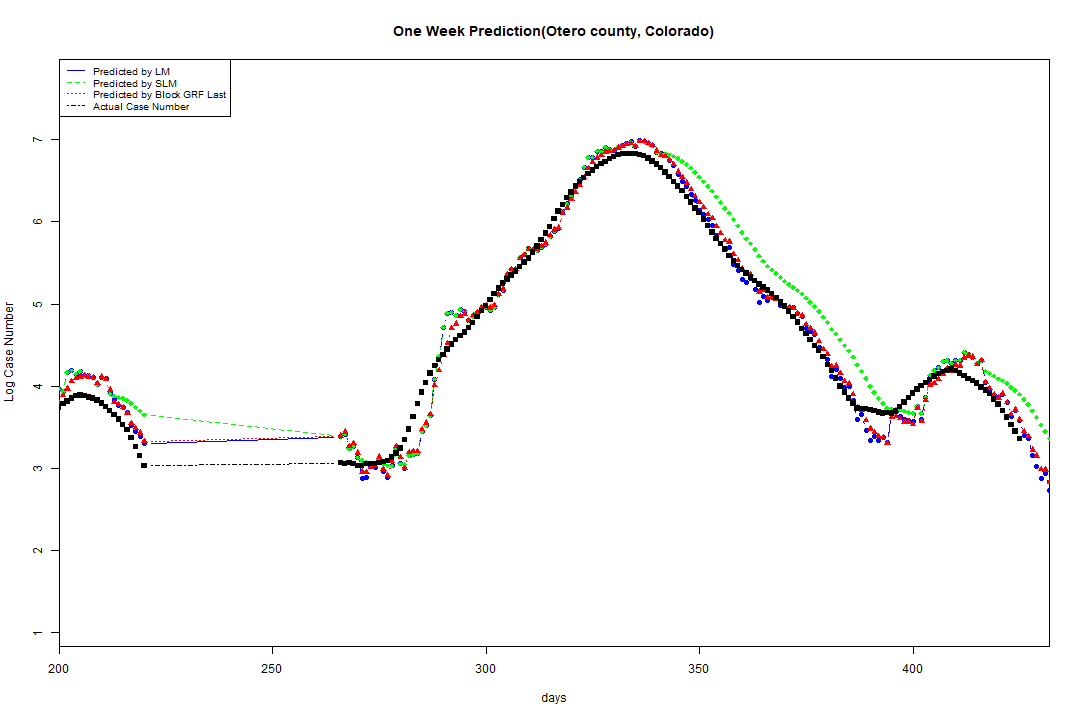 One Week Prediction(Otero county, Colorado)
Predicted by LM
Predicted by SLM
Predicted by Block GRF Last
Actual Case Number
7
6
5
4
3
2
1
Log Case Number
200 250 300 350 400
days